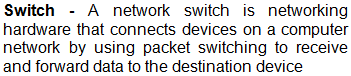 Switch - A network switch is networking
hardware that connects devices on a computer
network by using packet switching to receive
and forward data to the destination device